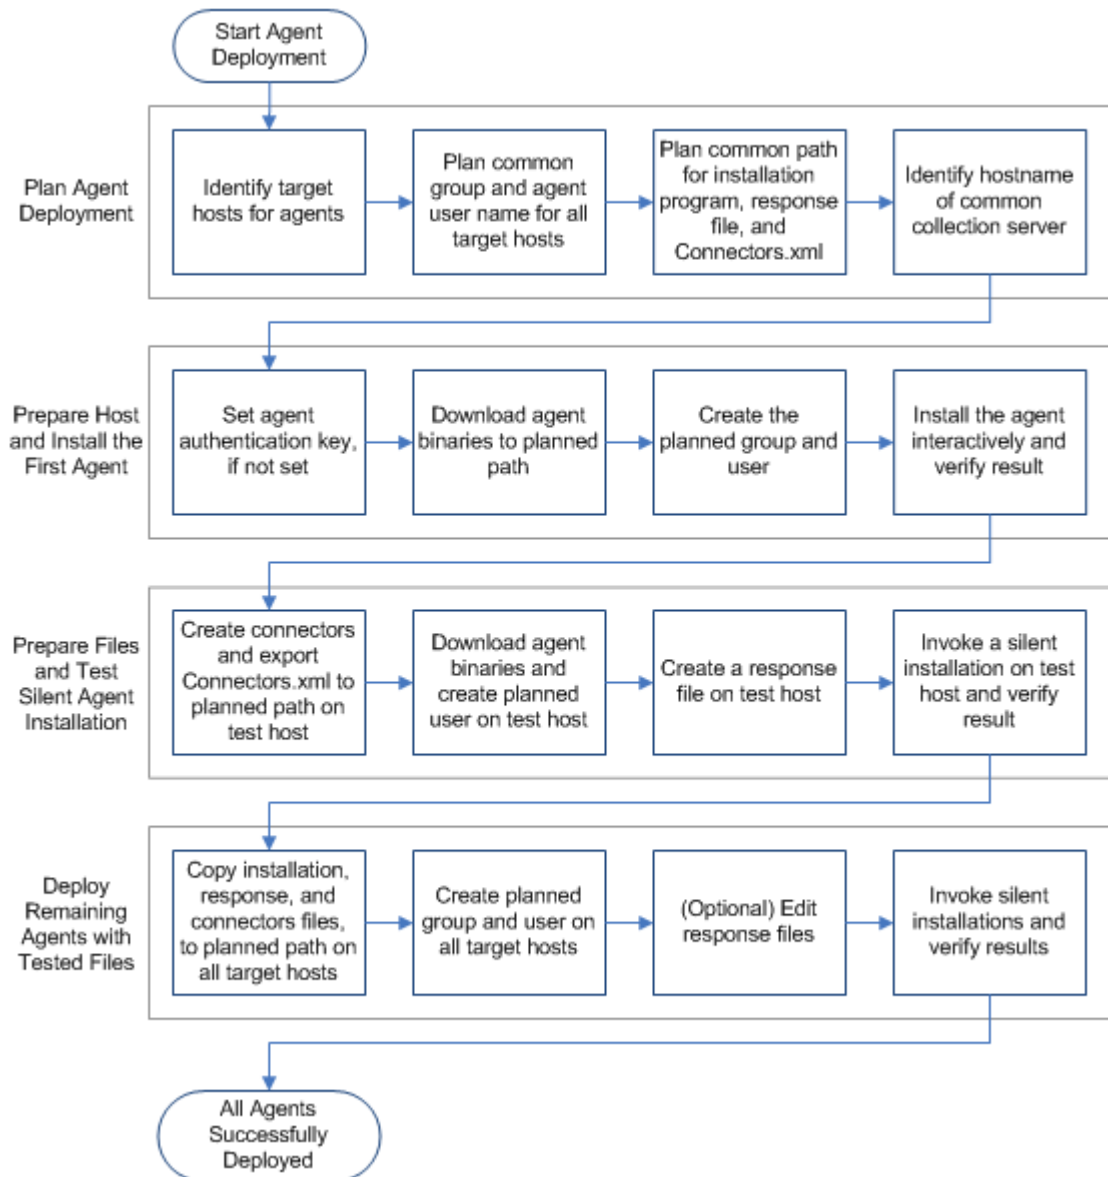 Start Agent
Deployment
Plan Agent
Deployment
Identify target
hosts for agents
Plan common
group and agent
user name for all
target hosts
Plan common path
for installation
program, response
file, and
Connectors.xml
Identify hostname
of common
collection server
Prepare Host
and Install the
First Agent
Set agent
authentication key,
if not set
Download agent
binaries to planned
path
Create the
planned group and
user
Install the agent
interactively and
verify result
Prepare Files
and Test
Silent Agent
Installation
Create connectors
and export
Connectors.xml to
planned path on
test host
Download agent
binaries and
create planned
user on test host
Create a response
file on test host
Invoke a silent
installation on test
host and verify
result
Deploy
Remaining
Agents with
Tested Files
Copy installation,
response, and
connectors files,
to planned path on
all target hosts
Create planned
group and user on
all target hosts
(Optional) Edit
response files
Invoke silent
installations and
verify results
All Agents
Successfully
Deployed